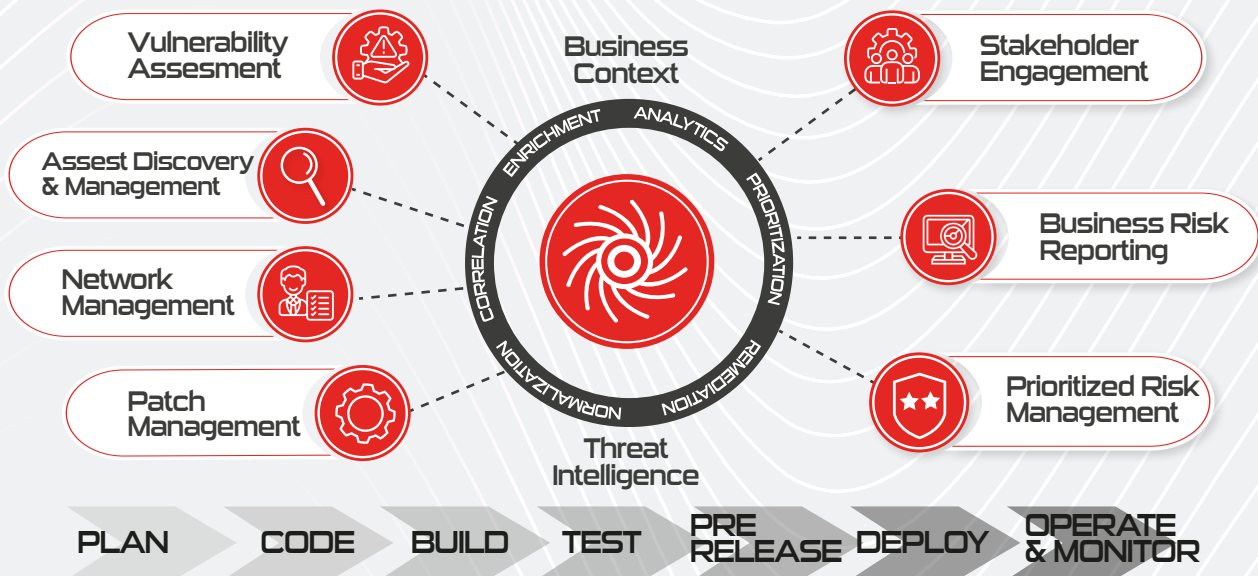 Vulnerability
Assesment
Assest Discovery
& Management
Network
Management
Patch
Management
Business
Context
ENRICHMENT
ANALYTICS
PRIORITIZATION
REMEDIATION
NORMALIZATION
CORRELATION
Threat
Intelligence
Stakeholder
Engagement
Business Risk
Reporting
Prioritized Risk
Management
PLAN
CODE
BUILD
TEST
PRE
RELEASE
DEPLOY
OPERATE
& MONITOR